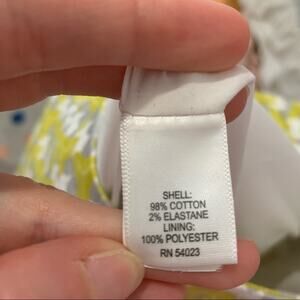 SHELL:
98% COTTON
2% ELASTANE
LINING:
100% POLYESTER
RN 54023